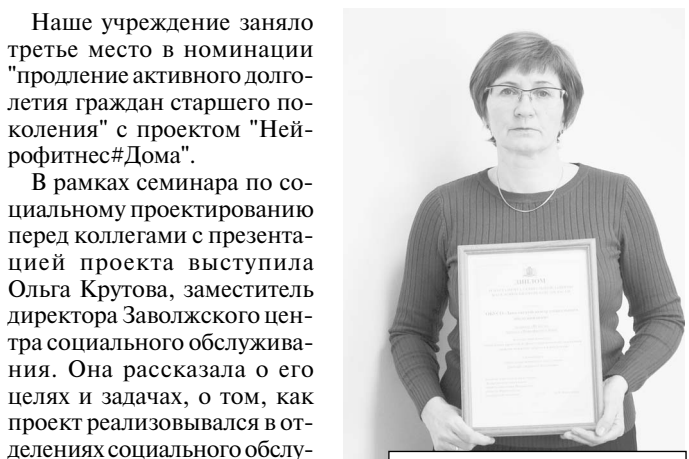 Наше учреждение заняло
третье место в номинации
"продление активного долго-
летия граждан старшего по-
коления" с проектом "Ней-
рофитнес#Дома".
В рамках семинара по со-
циальному проектированию
перед коллегами с презента-
цией проекта выступила
Ольга Крутова, заместитель
директора Заволжского цен-
тра социального обслужива-
ния. Она рассказала о его
целях и задачах, о том, как
проект реализовывался в от-
делениях социального обслу-
ДИПЛОМ